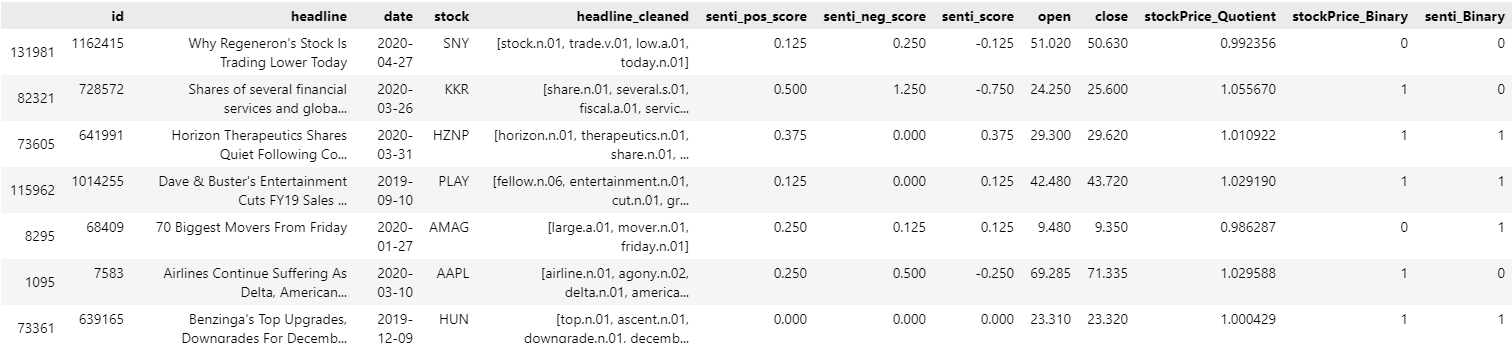 id headline date stock headline_cleaned senti_pos_score senti_neg_score senti_score open close stockPrice_Quotient stockPrice_Binary senti_Binary
131981 1162415 Why Regeneron's Stock Is Trading Lower Today 2020-04-27 SNY [stock.n.01, trade.v.01, low.a.01, today.n.01] 0.125 0.250 -0.125 51.020 50.630 0.992356 0 0
82321 728572 Shares of several financial services and globa... 2020-03-26 KKR [share.n.01, several.s.01, fiscal.a.01, servic... 0.500 1.250 -0.750 24.250 25.600 1.055670 1 0
73605 641991 Horizon Therapeutics Shares Quiet Following Co... 2020-03-31 HZNP [horizon.n.01, therapeutics.n.01, share.n.01, ... 0.375 0.000 0.375 29.300 29.620 1.010922 1 1
115962 1014255 Dave & Buster's Entertainment Cuts FY19 Sales ... 2019-09-10 PLAY [fellow.n.06, entertainment.n.01, cut.n.01, gr... 0.125 0.000 0.125 42.480 43.720 1.029190 1 1
8295 68409 70 Biggest Movers From Friday 2020-01-27 AMAG [large.a.01, mover.n.01, friday.n.01] 0.250 0.125 0.125 9.480 9.350 0.986287 0 1
1095 7583 Airlines Continue Suffering As Delta, American... 2020-03-10 AAPL [airline.n.01, agony.n.02, delta.n.01, america... 0.250 0.500 -0.250 69.285 71.335 1.029588 1 0
73361 639165 Benzinga's Top Upgrades, Downgrades For Decemb... 2019-12-09 HUN [top.n.01, ascent.n.01, downgrade.n.01, decemb... 0.000 0.000 0.000 23.310 23.320 1.000429 1 1